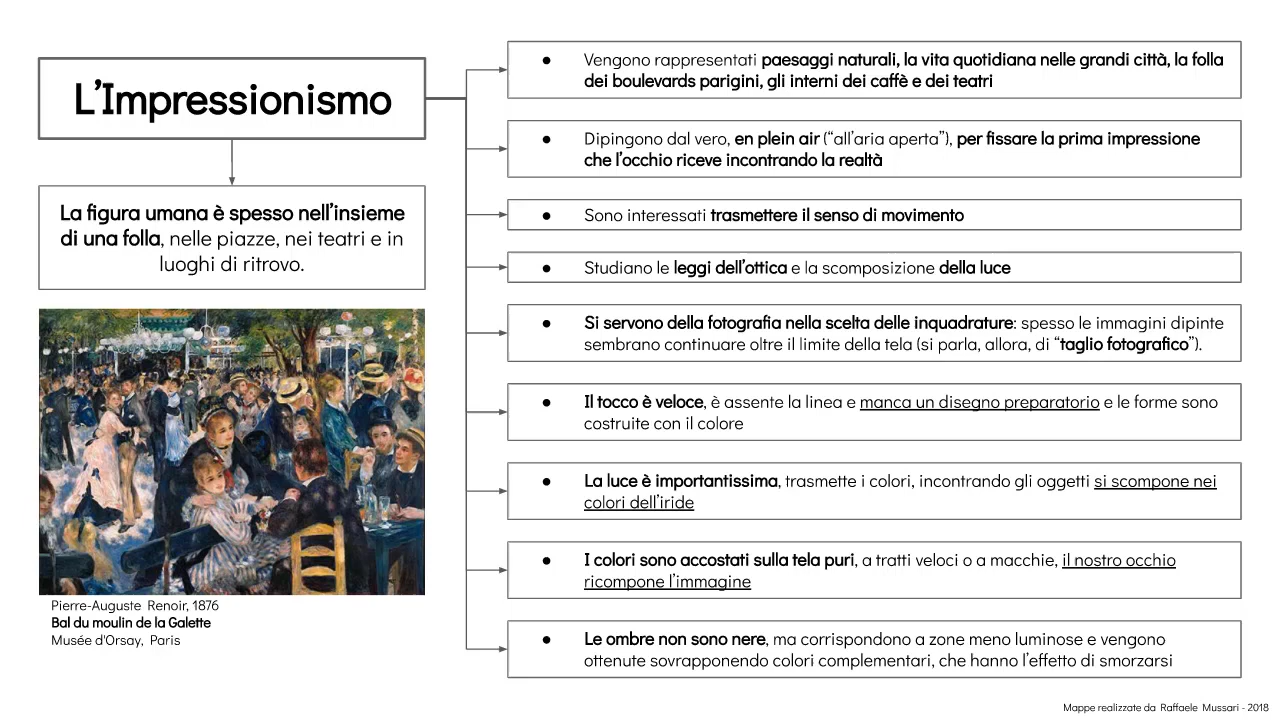 L’Impressionismo
La figura umana è spesso nell’insieme
di una folla, nelle piazze, nei teatri e in
luoghi di ritrovo.
Pierre-Auguste Renoir, 1876
Bal du moulin de la Galette
Musée d'Orsay, Paris
● Vengono rappresentati paesaggi naturali, la vita quotidiana nelle grandi città, la folla
dei boulevards parigini, gli interni dei caffè e dei teatri
● Dipingono dal vero, en plein air (“all’aria aperta”), per fissare la prima impressione
che l’occhio riceve incontrando la realtà
● Sono interessati trasmettere il senso di movimento
● Studiano le leggi dell’ottica e la scomposizione della luce
● Si servono della fotografia nella scelta delle inquadrature: spesso le immagini dipinte
sembrano continuare oltre il limite della tela (si parla, allora, di “taglio fotografico”).
● Il tocco è veloce, è assente la linea e manca un disegno preparatorio e le forme sono
costruite con il colore
● La luce è importantissima, trasmette i colori, incontrando gli oggetti si scompone nei
colori dell’iride
● I colori sono accostati sulla tela puri, a tratti veloci o a macchie, il nostro occhio
ricompone l’immagine
● Le ombre non sono nere, ma corrispondono a zone meno luminose e vengono
ottenute sovrapponendo colori complementari, che hanno l’effetto di smorzarsi
Mappe realizzate da Raffaele Mussari - 2018